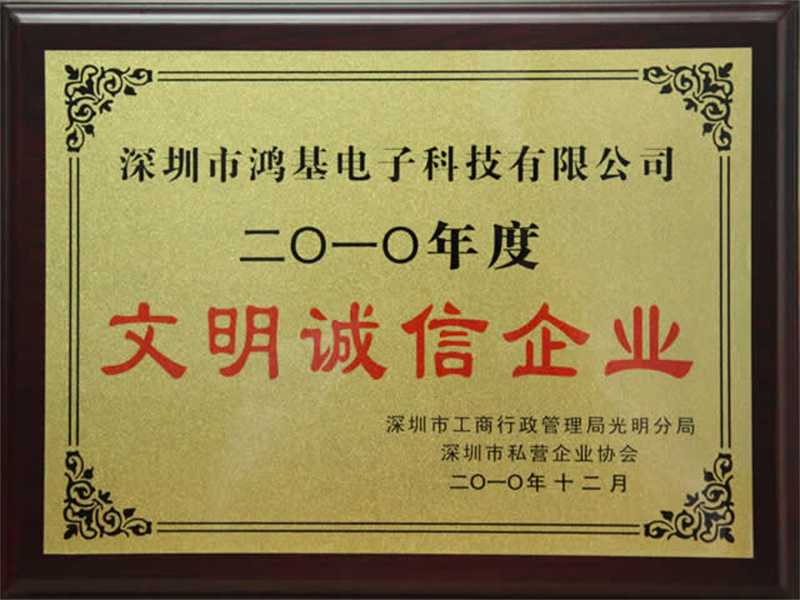 深圳市鸿基电子科技有限公司
二〇一〇年度
文明诚信企业
深圳市工商行政管理局光明分局
深圳市私营企业协会
二〇一〇年十二月